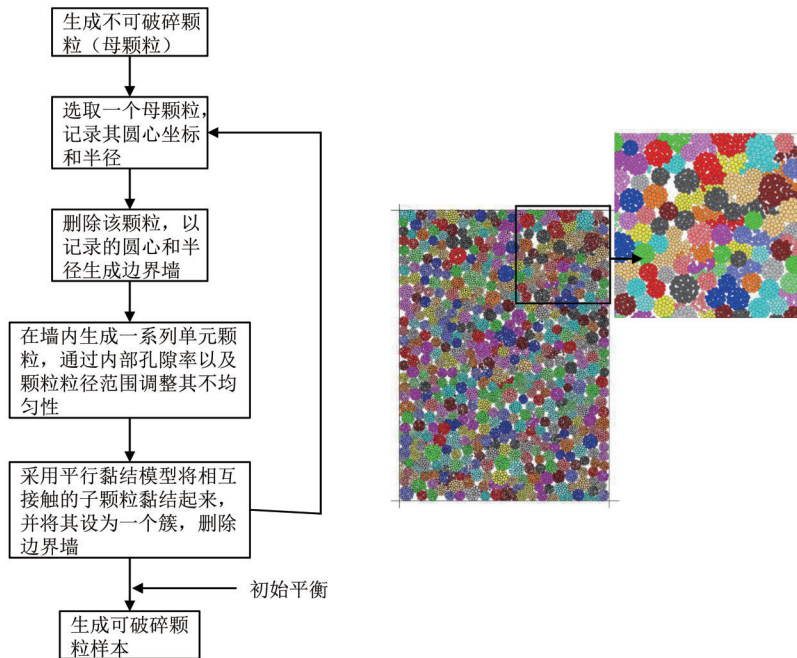 生成不可破碎颗
粒（母颗粒）
选取一个母颗粒，
记录其圆心坐标
和半径
删除该颗粒，以
记录的圆心和半
径生成边界墙
在墙内生成一系列单元颗
粒，通过内部孔隙率以及
颗粒粒径范围调整其不均
匀性
采用平行黏结模型将相互
接触的子颗粒黏结起来，
并将其设为一个簇，删除
边界墙
初始平衡
生成可破碎颗
粒样本